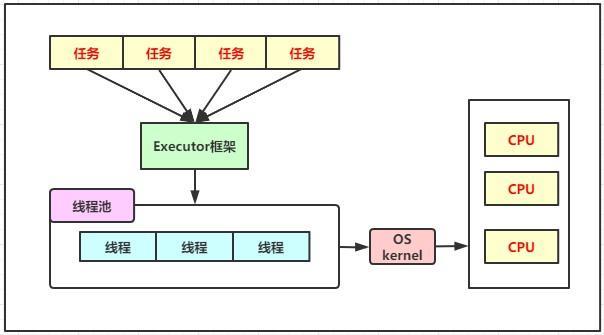 任务 任务 任务 任务
Executor框架
线程池
线程 线程 线程
OS
kernel
CPU
CPU
CPU